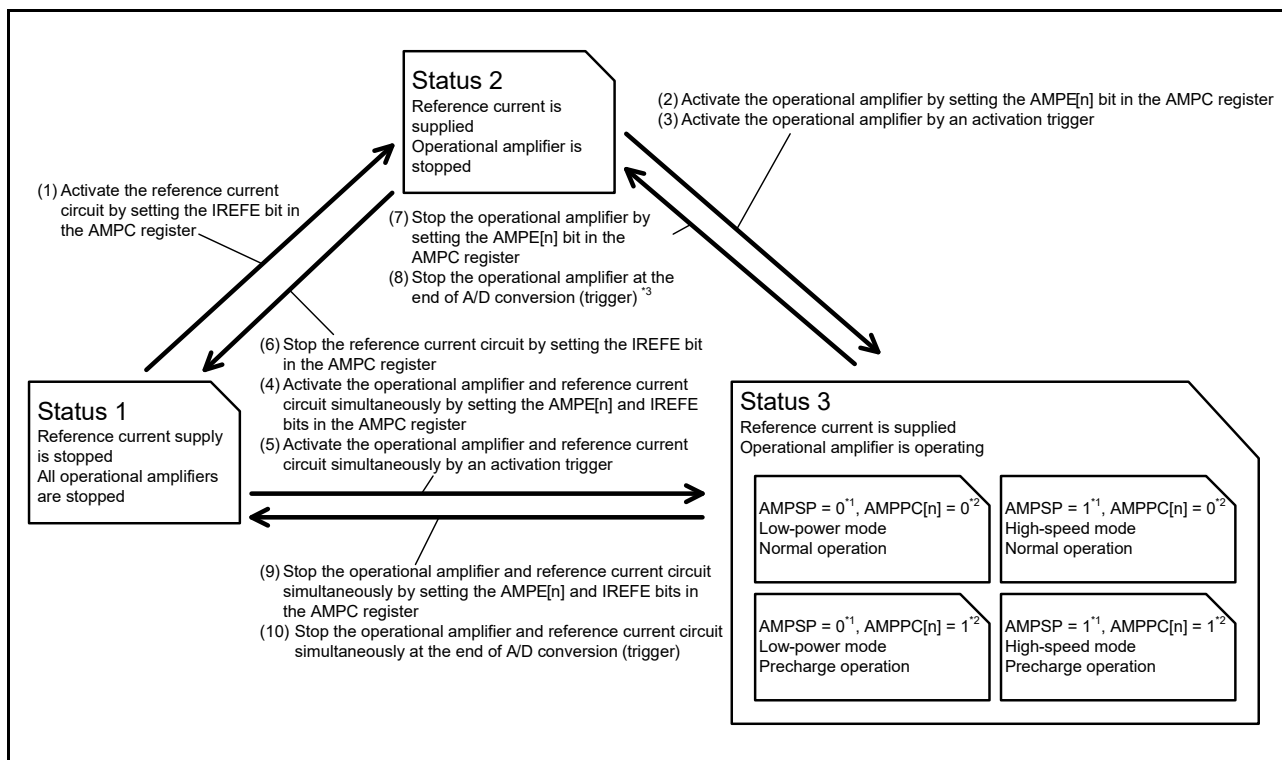 Status 2
Reference current is
supplied
Operational amplifier is
stopped
(2) Activate the operational amplifier by setting the AMPE[n] bit in the AMPC register
(3) Activate the operational amplifier by an activation trigger
(1) Activate the reference current
circuit by setting the IREFE bit in
the AMPC register
(7) Stop the operational amplifier by
setting the AMPE[n] bit in the
AMPC register
(8) Stop the operational amplifier at the
end of A/D conversion (trigger) *3
(6) Stop the reference current circuit by setting the IREFE bit
in the AMPC register
(4) Activate the operational amplifier and reference current
circuit simultaneously by setting the AMPE[n] and IREFE
bits in the AMPC register
(5) Activate the operational amplifier and reference current
circuit simultaneously by an activation trigger
Status 1
Reference current supply
is stopped
All operational amplifiers
are stopped
(9) Stop the operational amplifier and reference current circuit
simultaneously by setting the AMPE[n] and IREFE bits in
the AMPC register
(10) Stop the operational amplifier and reference current circuit
simultaneously at the end of A/D conversion (trigger)
Status 3
Reference current is supplied
Operational amplifier is operating
AMPSP = 0*1, AMPPC[n] = 0*2
Low-power mode
Normal operation
AMPSP = 1*1, AMPPC[n] = 0*2
High-speed mode
Normal operation
AMPSP = 0*1, AMPPC[n] = 1*2
Low-power mode
Precharge operation
AMPSP = 1*1, AMPPC[n] = 1*2
High-speed mode
Precharge operation